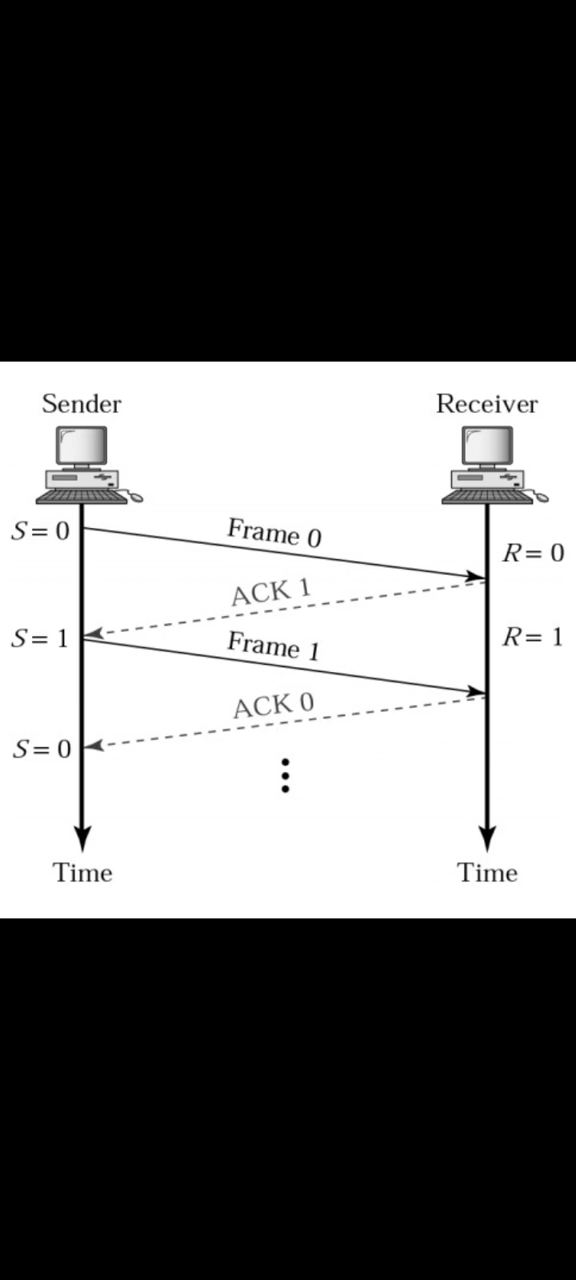 Sender
Receiver
S = 0
Frame 0
R = 0
ACK 1
S = 1
Frame 1
R = 1
ACK 0
S = 0
Time
Time